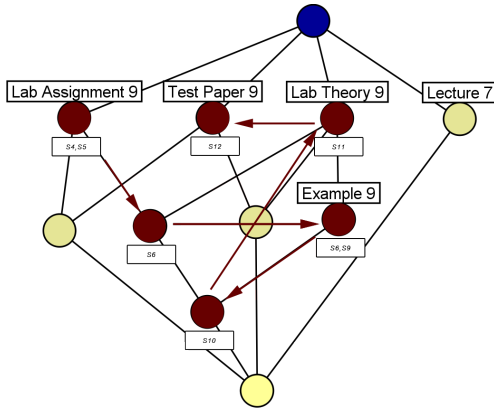 Lab Assignment 9
Test Paper 9
Lab Theory 9
Lecture 7
S4,S5
S12
S11
Example 9
S6
S6,S9
S10